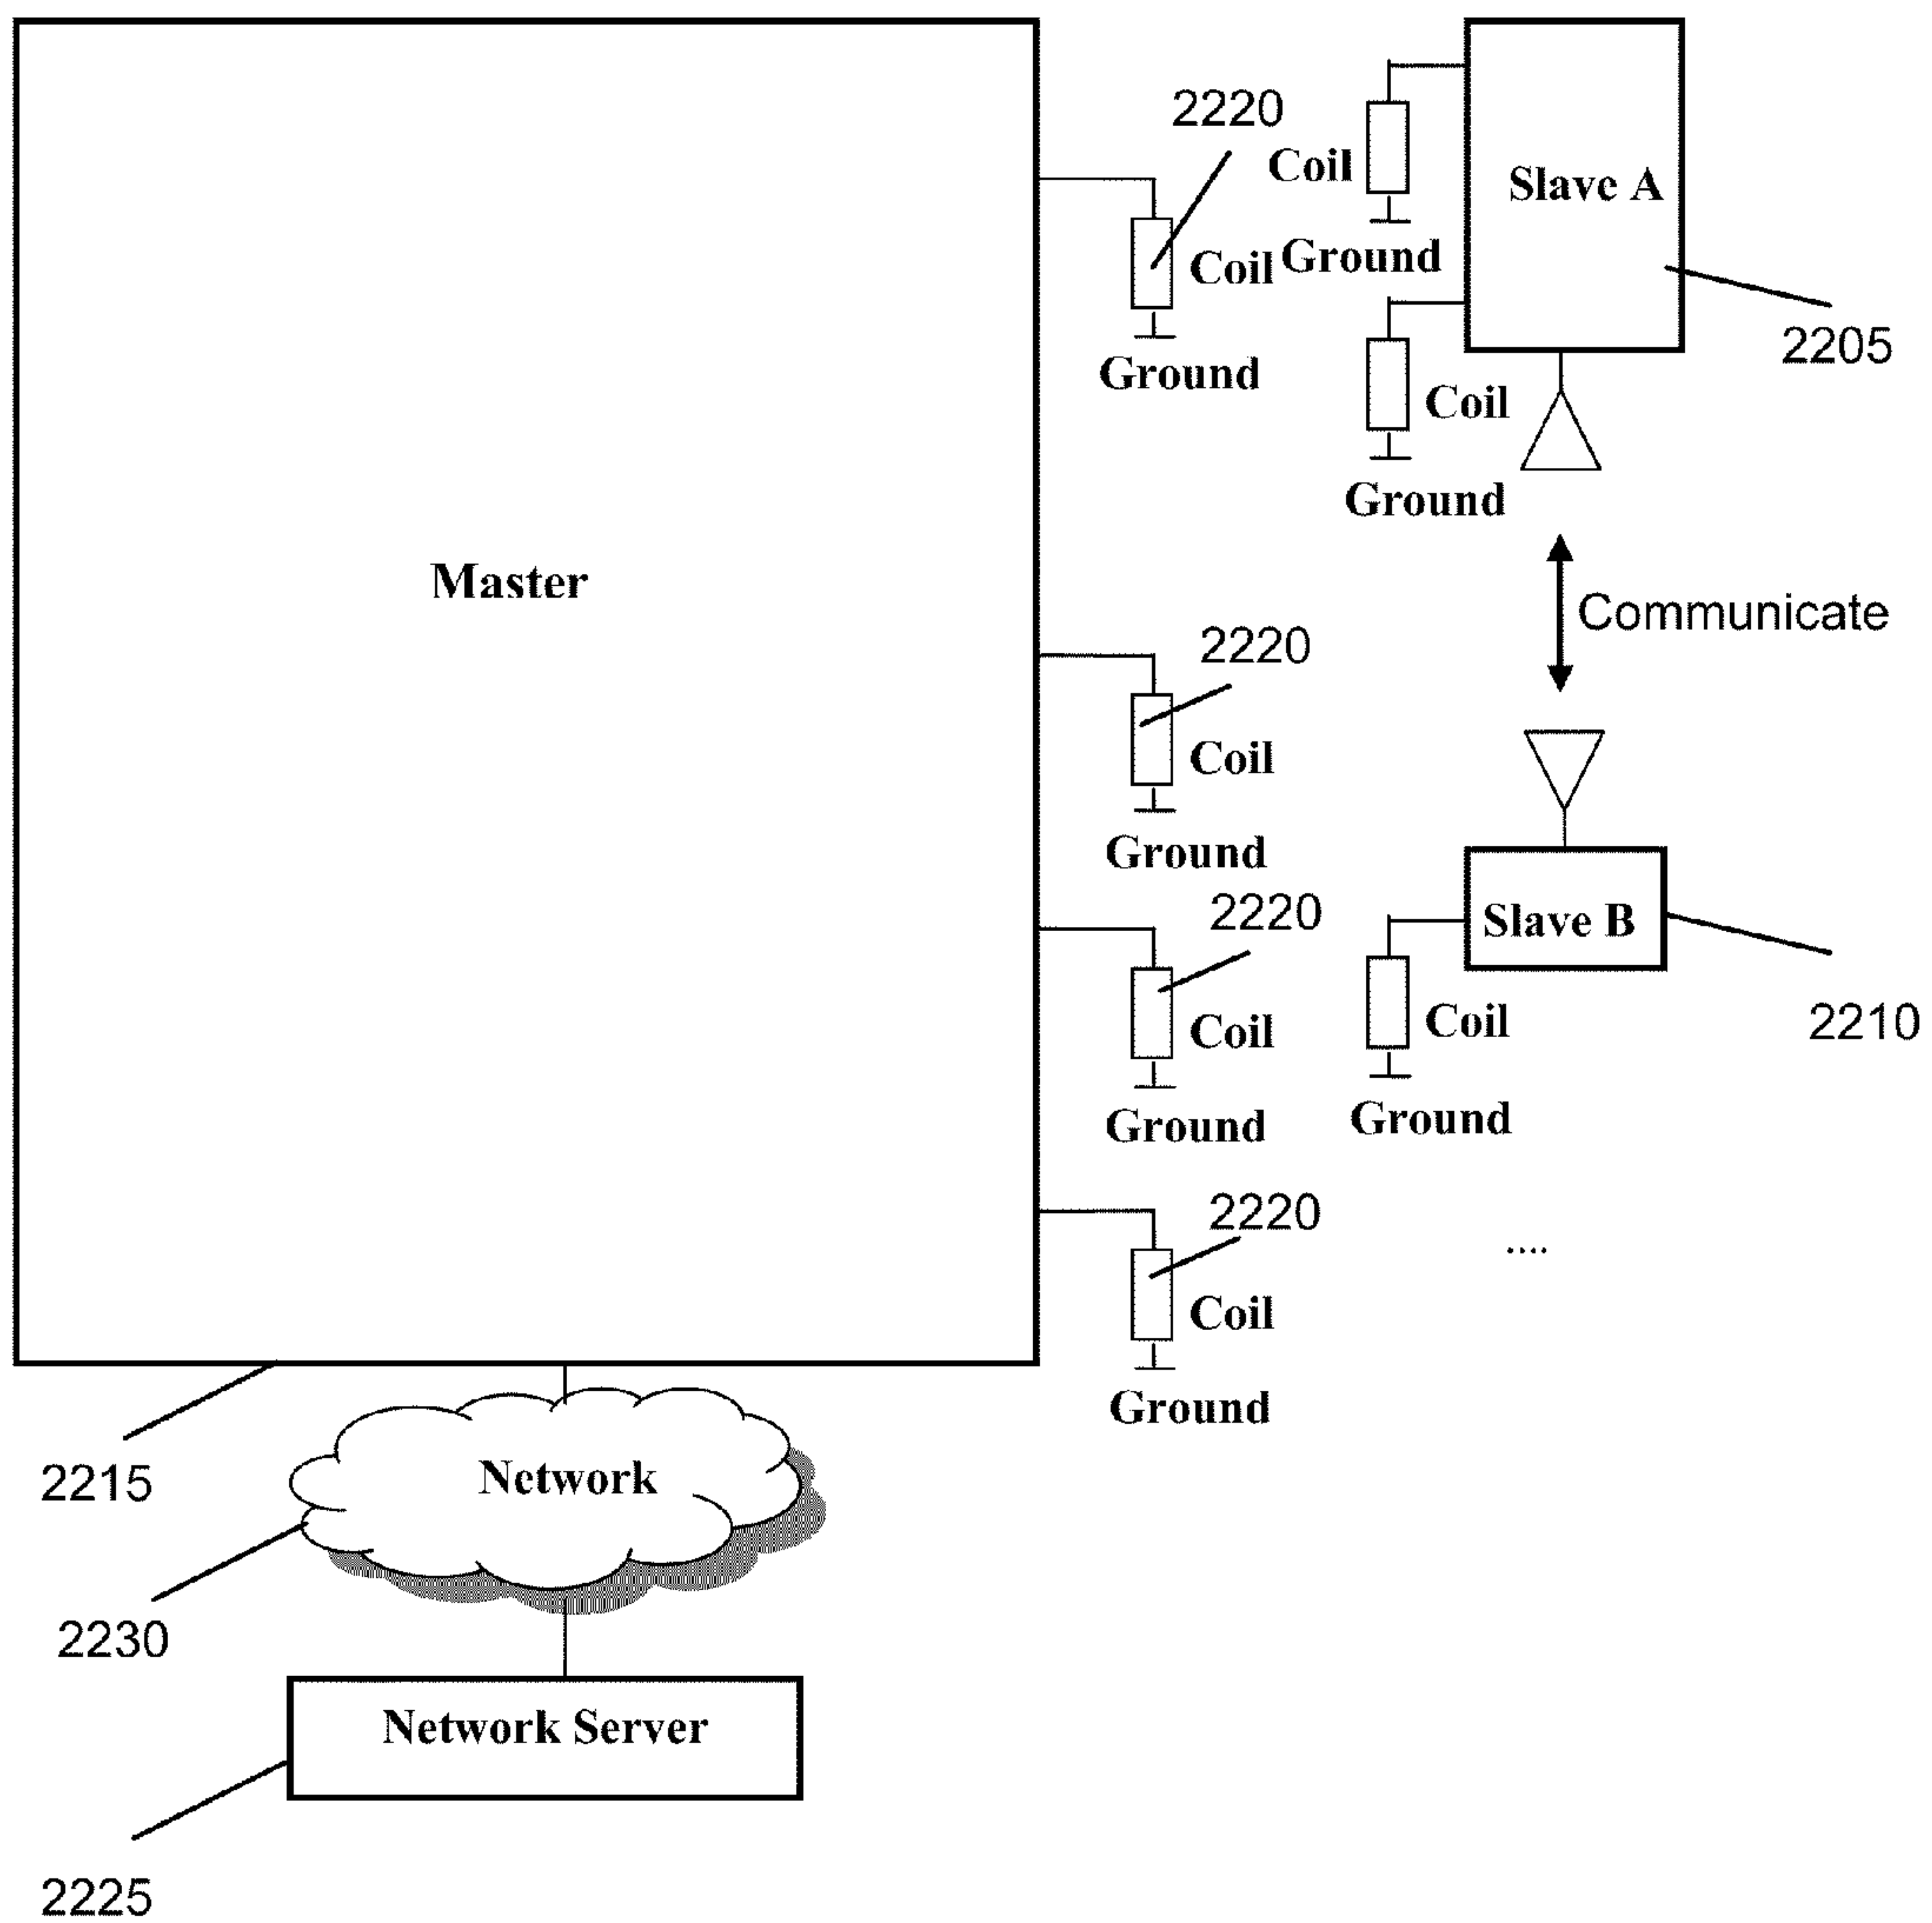 2220
Coil
Slave A
Coil
Ground
2205
Ground
Coil
Ground
Master
Communicate
2220
Coil
Ground
2220
Slave B
Coil
Coil
2210
Ground
Ground
2220
....
Coil
Ground
2215
Network
2230
Network Server
2225